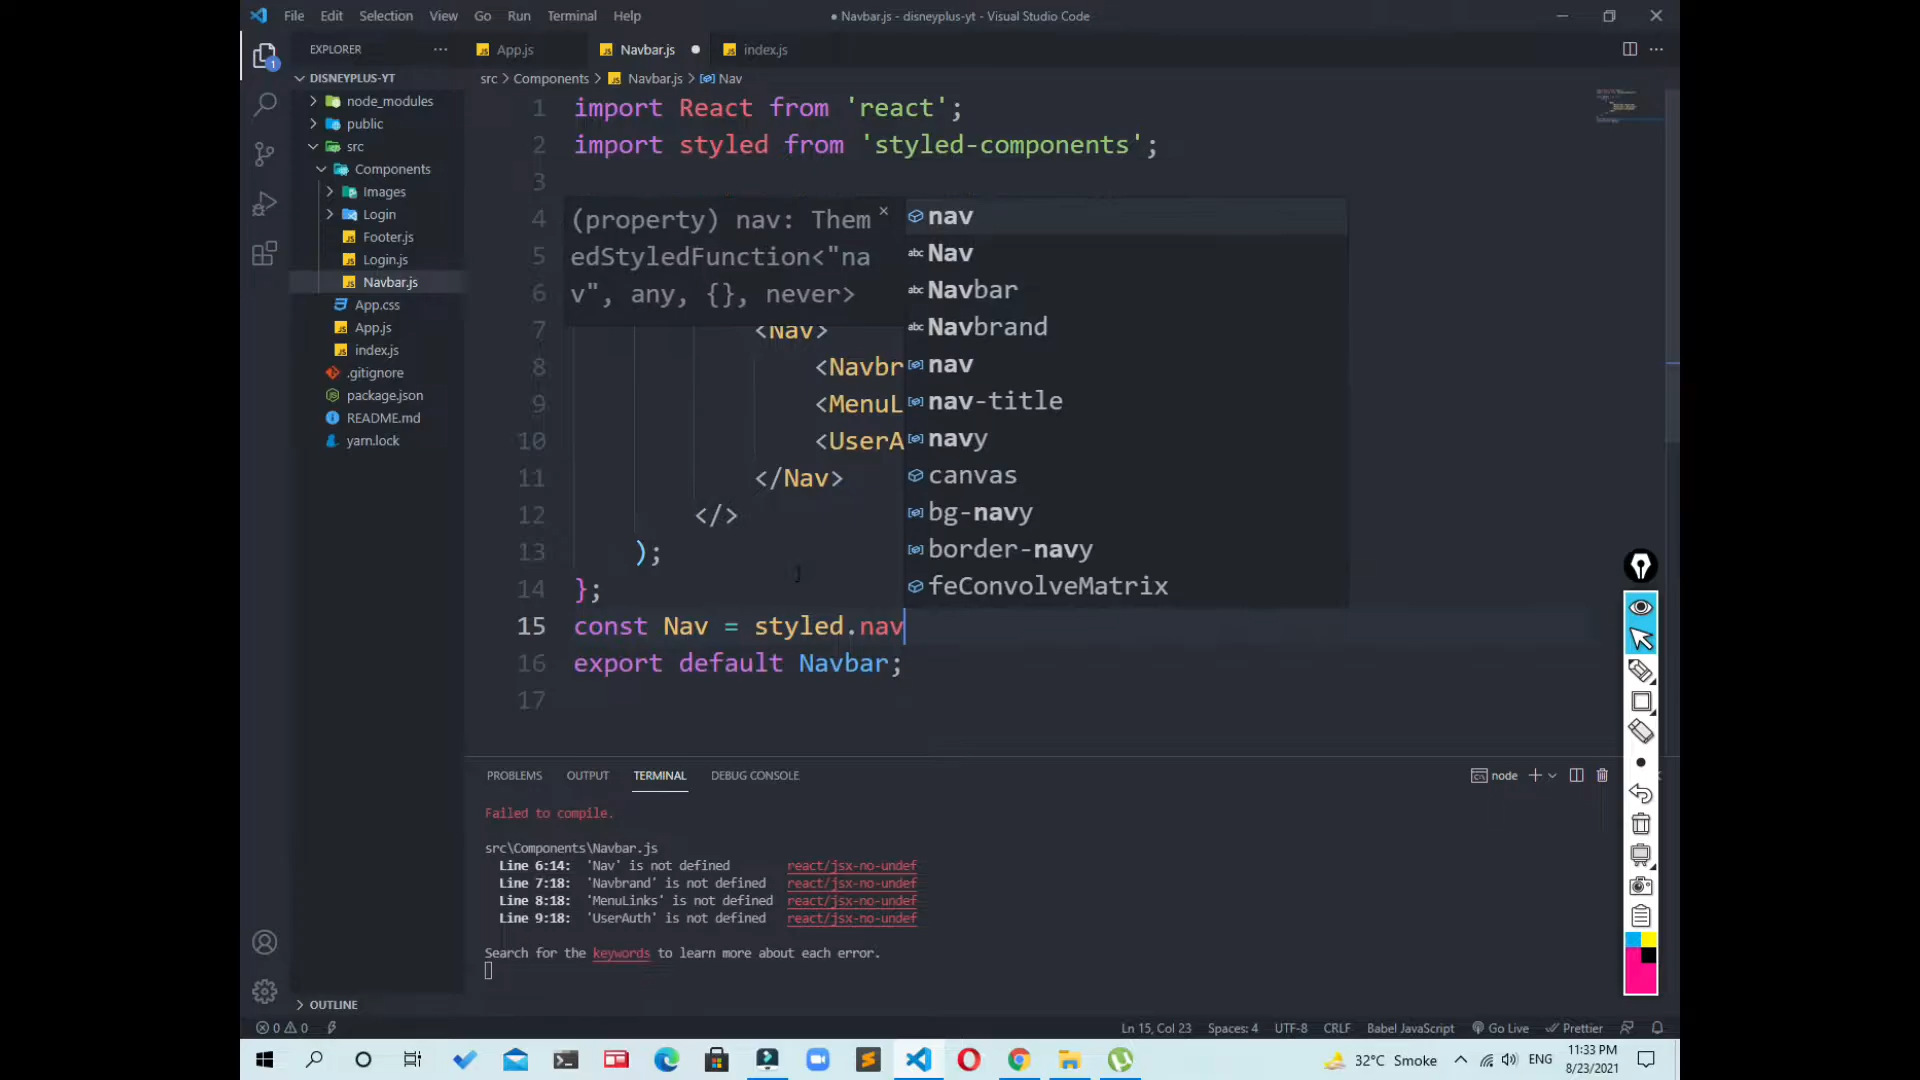 File Edit Selection View Go Run Terminal Help
● Navbar.js - disneyplus-yt - Visual Studio Code
EXPLORER
App.js
Navbar.js
index.js
1
DISNEYPLUS-YT
src > Components > Navbar.js > Nav
node_modules
public
src
Components
Images
Login
Footer.js
Login.js
Navbar.js
App.css
App.js
index.js
.gitignore
package.json
README.md
yarn.lock
OUTLINE
1 import React from 'react';
2 import styled from 'styled-components';
3
4
5
6
(property) nav: Them
edStyledFunction<"na
v", any, {}, never>
nav
Nav
Navbar
Navbrand
nav
nav-title
navy
canvas
bg-navy
border-navy
feConvolveMatrix
7 <Nav>
8 <Navbr
9 <MenuL
10 <UserA
11 </Nav>
12 </>
13 );
14 };
15 const Nav = styled.nav
16 export default Navbar;
17
PROBLEMS OUTPUT TERMINAL DEBUG CONSOLE
node
Failed to compile.
src\Components\Navbar.js
Line 6:14: 'Nav' is not defined react/jsx-no-undef
Line 7:18: 'Navbrand' is not defined react/jsx-no-undef
Line 8:18: 'MenuLinks' is not defined react/jsx-no-undef
Line 9:18: 'UserAuth' is not defined react/jsx-no-undef
Search for the keywords to learn more about each error.
0 0
Ln 15, Col 23 Spaces: 4 UTF-8 CRLF Babel JavaScript Go Live Prettier
32°C Smoke ENG
11:33 PM
8/23/2021